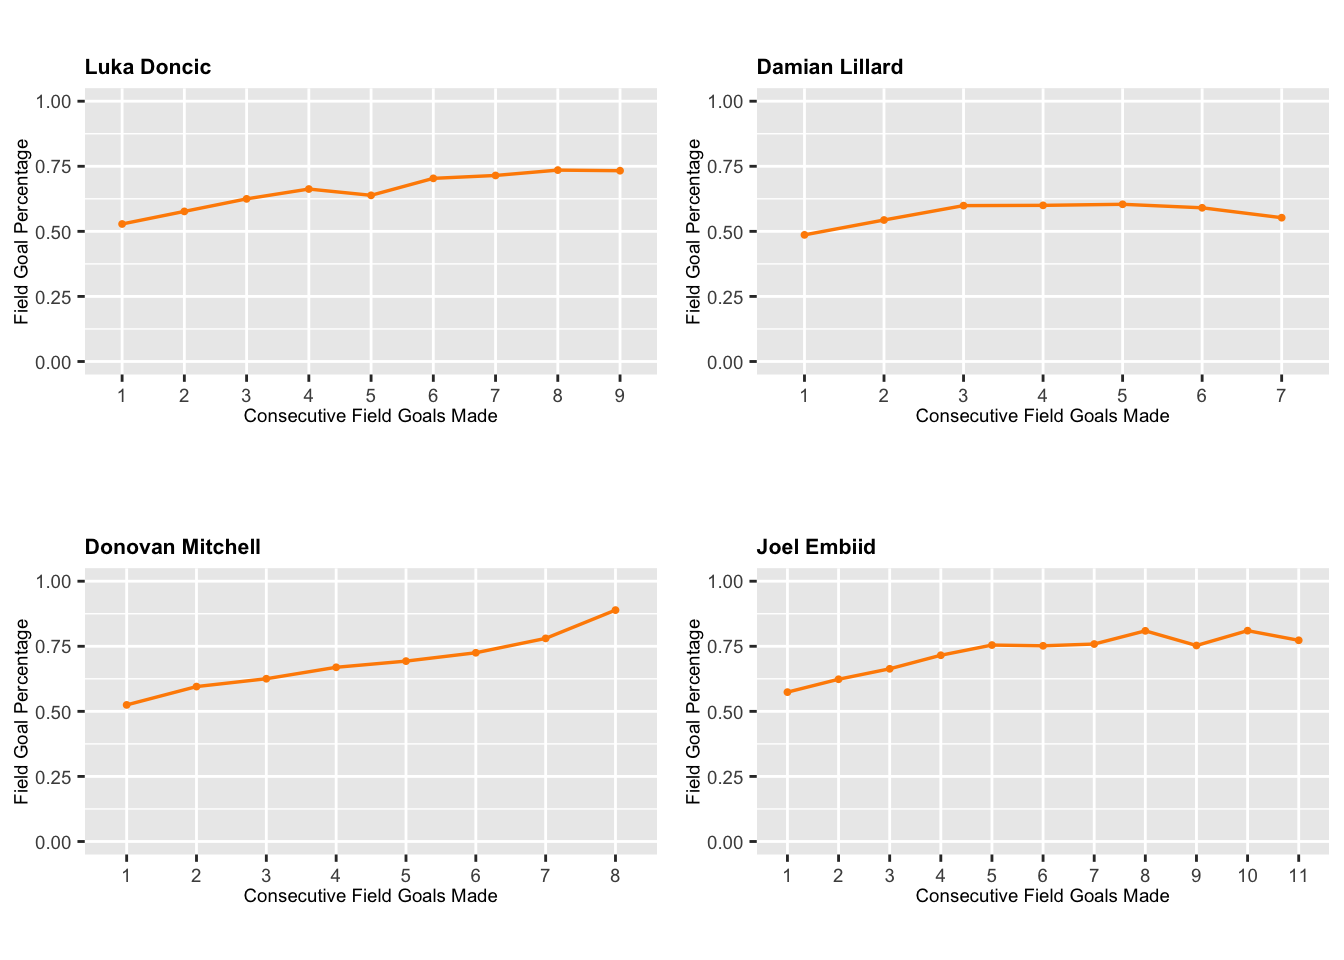 Luka Doncic
Field Goal Percentage
1.00
0.75
0.50
0.25
0.00
1 2 3 4 5 6 7 8 9
Consecutive Field Goals Made
Damian Lillard
Field Goal Percentage
1.00
0.75
0.50
0.25
0.00
1 2 3 4 5 6 7
Consecutive Field Goals Made
Donovan Mitchell
Field Goal Percentage
1.00
0.75
0.50
0.25
0.00
1 2 3 4 5 6 7 8
Consecutive Field Goals Made
Joel Embiid
Field Goal Percentage
1.00
0.75
0.50
0.25
0.00
1 2 3 4 5 6 7 8 9 10 11
Consecutive Field Goals Made